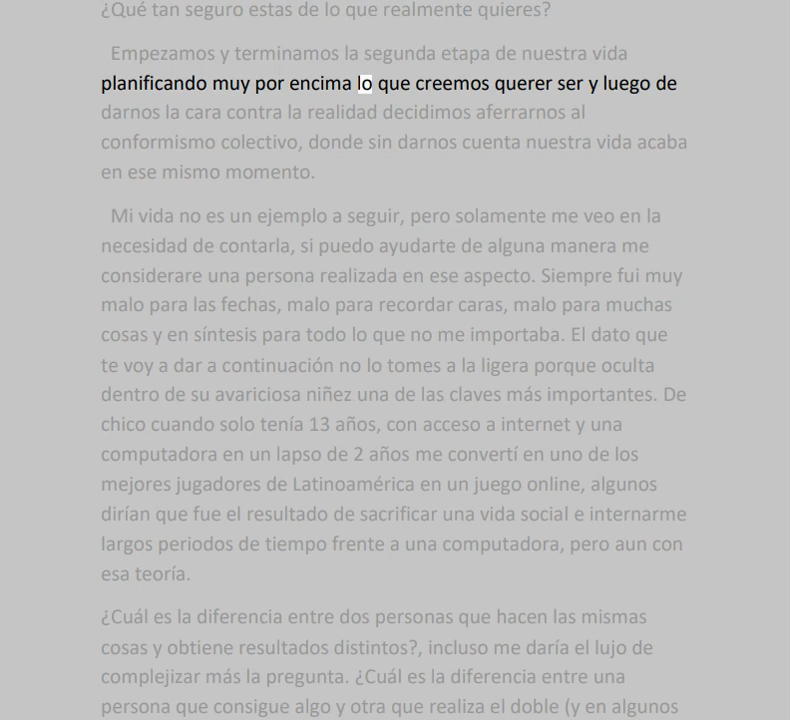 ¿Qué tan seguro estas de lo que realmente quieres?
Empezamos y terminamos la segunda etapa de nuestra vida
planificando muy por encima lo que creemos querer ser y luego de
darnos la cara contra la realidad decidimos aferrarnos al
conformismo colectivo, donde sin darnos cuenta nuestra vida acaba
en ese mismo momento.
Mi vida no es un ejemplo a seguir, pero solamente me veo en la
necesidad de contarla, si puedo ayudarte de alguna manera me
considerare una persona realizada en ese aspecto. Siempre fui muy
malo para las fechas, malo para recordar caras, malo para muchas
cosas y en síntesis para todo lo que no me importaba. El dato que
te voy a dar a continuación no lo tomes a la ligera porque oculta
dentro de su avariciosa niñez una de las claves más importantes. De
chico cuando solo tenía 13 años, con acceso a internet y una
computadora en un lapso de 2 años me convertí en uno de los
mejores jugadores de Latinoamérica en un juego online, algunos
dirían que fue el resultado de sacrificar una vida social e internarme
largos periodos de tiempo frente a una computadora, pero aun con
esa teoría.
¿Cuál es la diferencia entre dos personas que hacen las mismas
cosas y obtiene resultados distintos?, incluso me daría el lujo de
complejizar más la pregunta. ¿Cuál es la diferencia entre una
persona que consigue algo y otra que realiza el doble (y en algunos